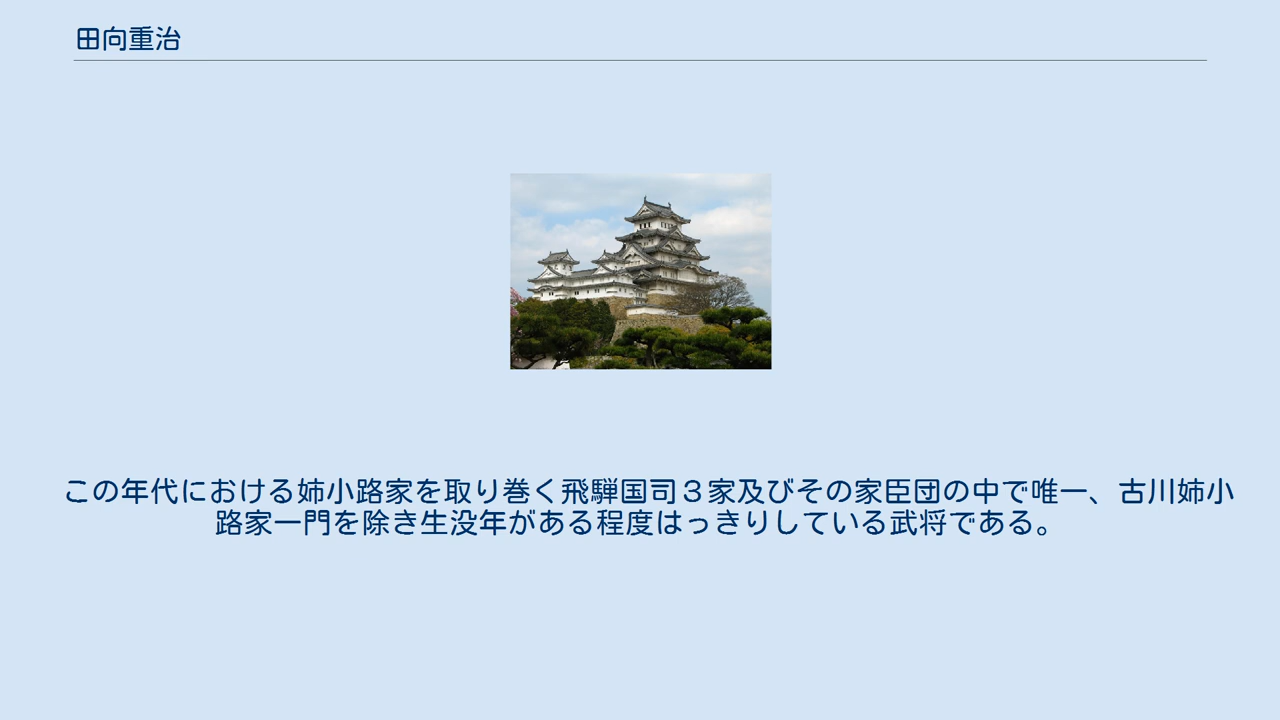 田向重治
この年代における姉小路家を取り巻く飛騨国司３家及びその家臣団の中で唯一、古川姉小
路家一門を除き生没年がある程度はっきりしている武将である。